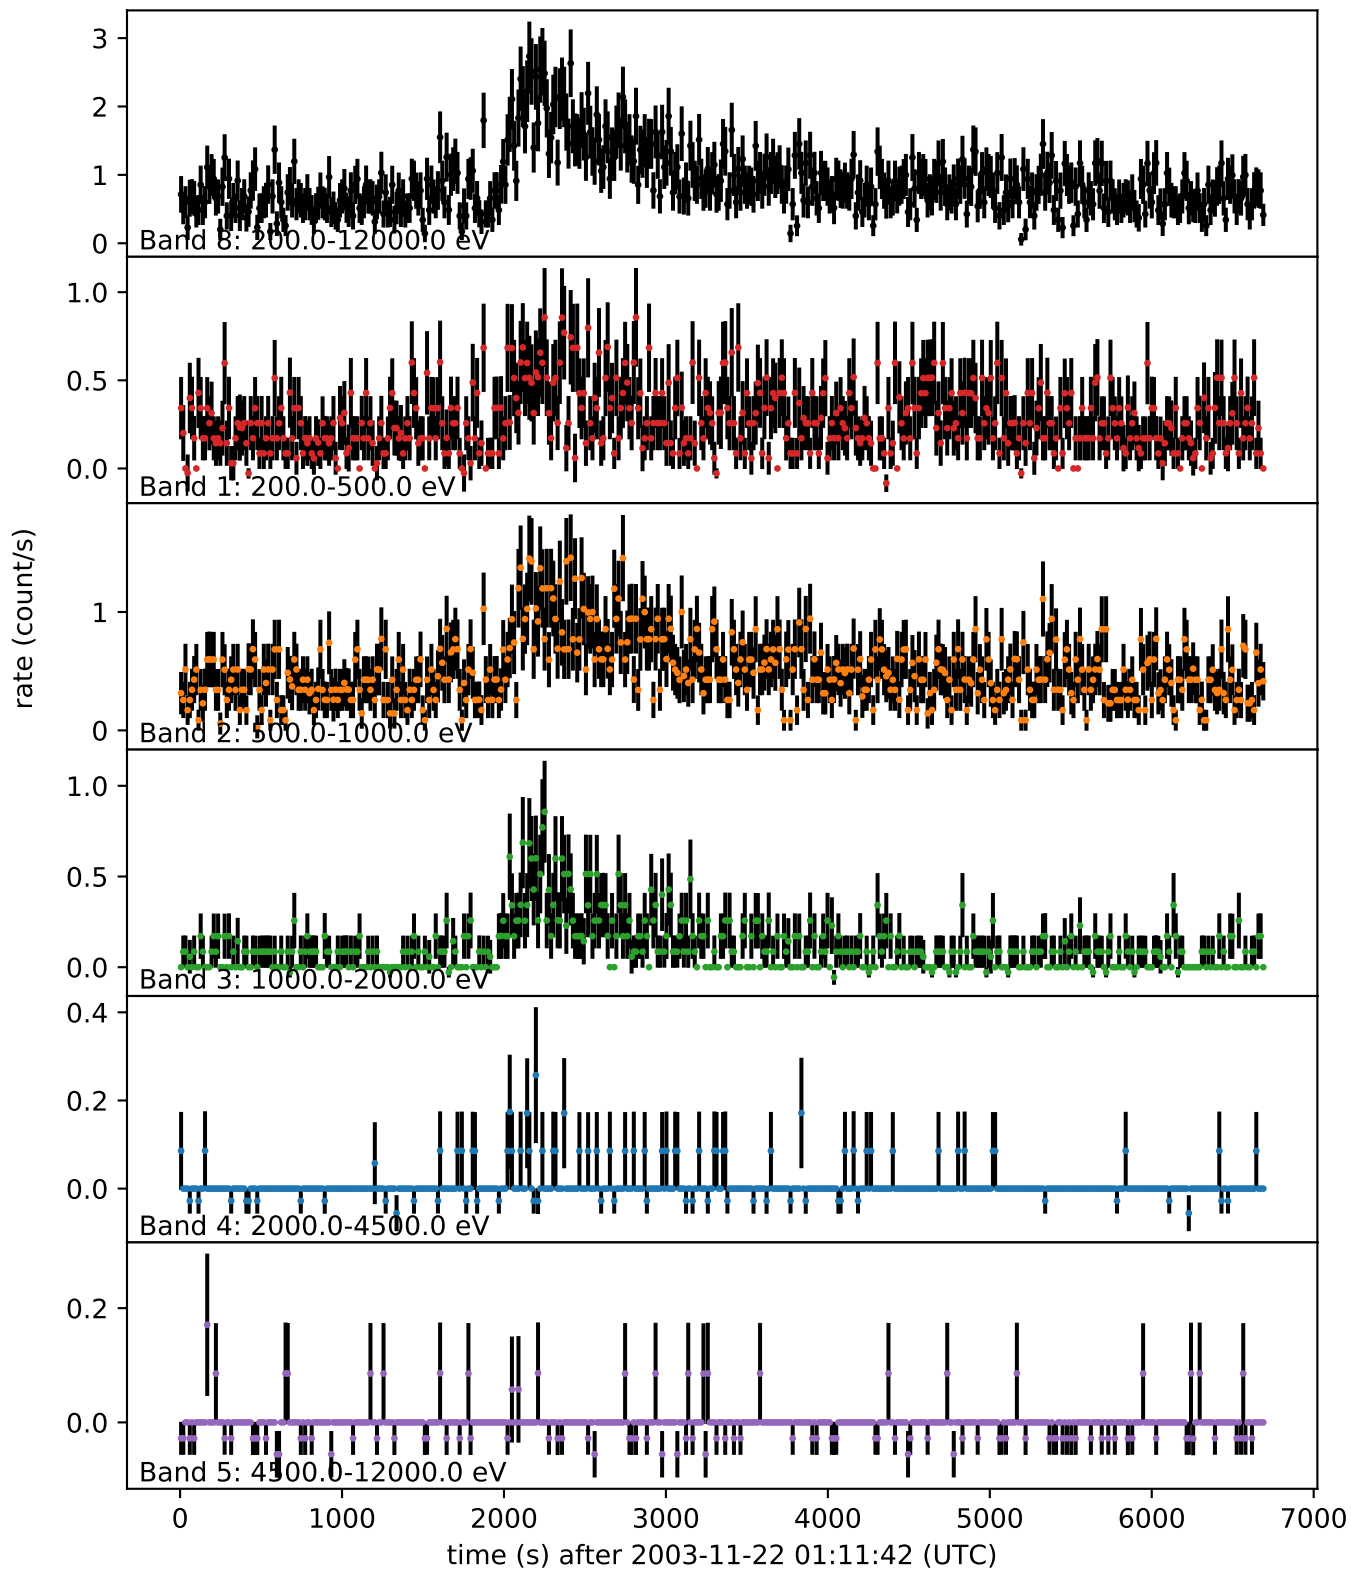 3
2
1
0
Band 8: 200.0-12000.0 eV
1.0
0.5
0.0
Band 1: 200.0-500.0 eV
1
0
Band 2: 500.0-1000.0 eV
1.0
0.5
0.0
Band 3: 1000.0-2000.0 eV
0.4
0.2
0.0
Band 4: 2000.0-4500.0 eV
0.2
0.0
Band 5: 4500.0-12000.0 eV
rate (count/s)
0 1000 2000 3000 4000 5000 6000 7000
time (s) after 2003-11-22 01:11:42 (UTC)